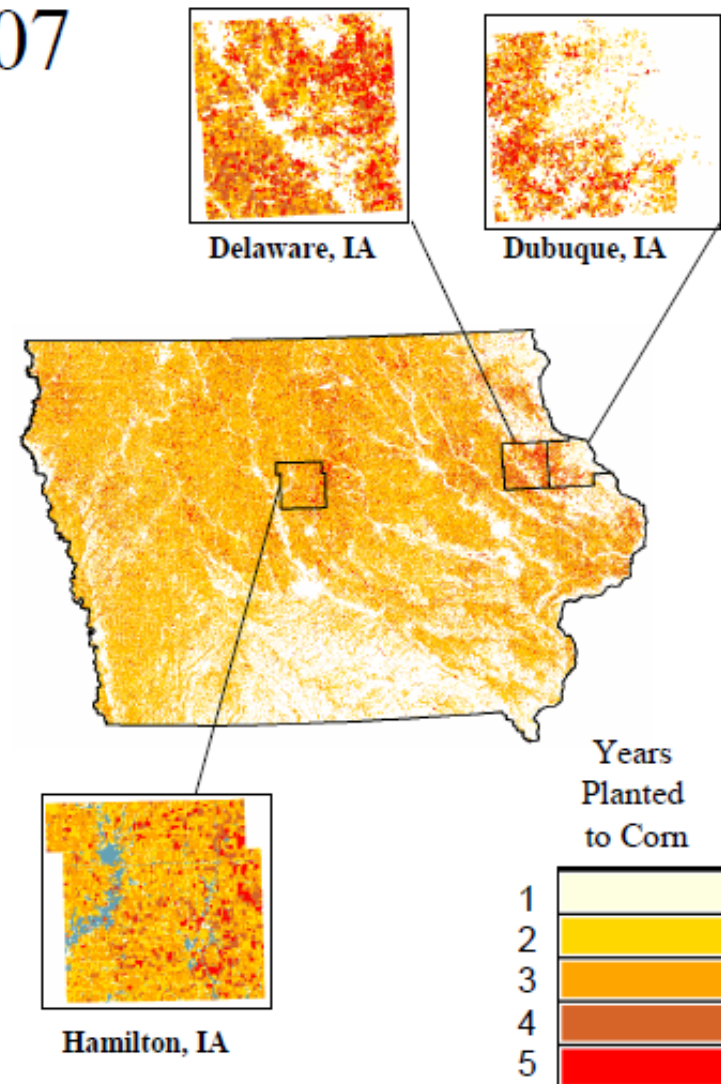 07
Delaware, IA
Dubuque, IA
Hamilton, IA
Years
Planted
to Corn
1
2
3
4
5